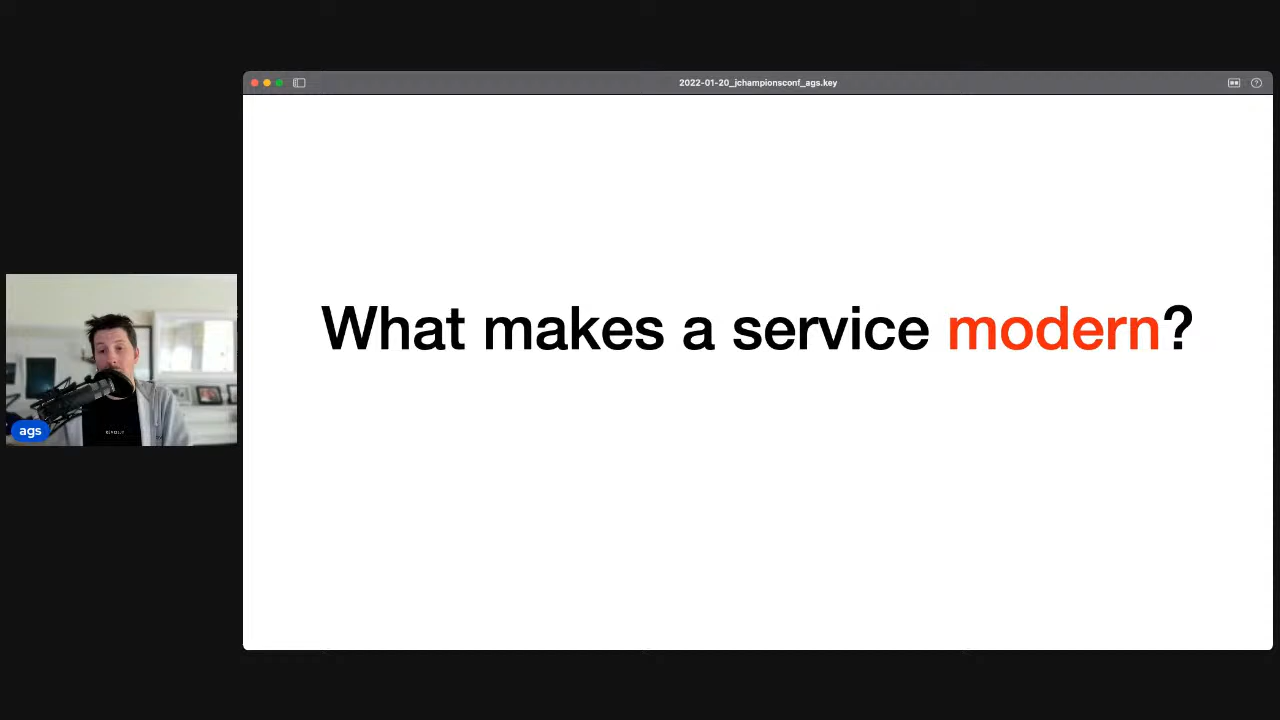 2022-01-20_jchampionsconf_ags.key
What makes a service modern?
ags